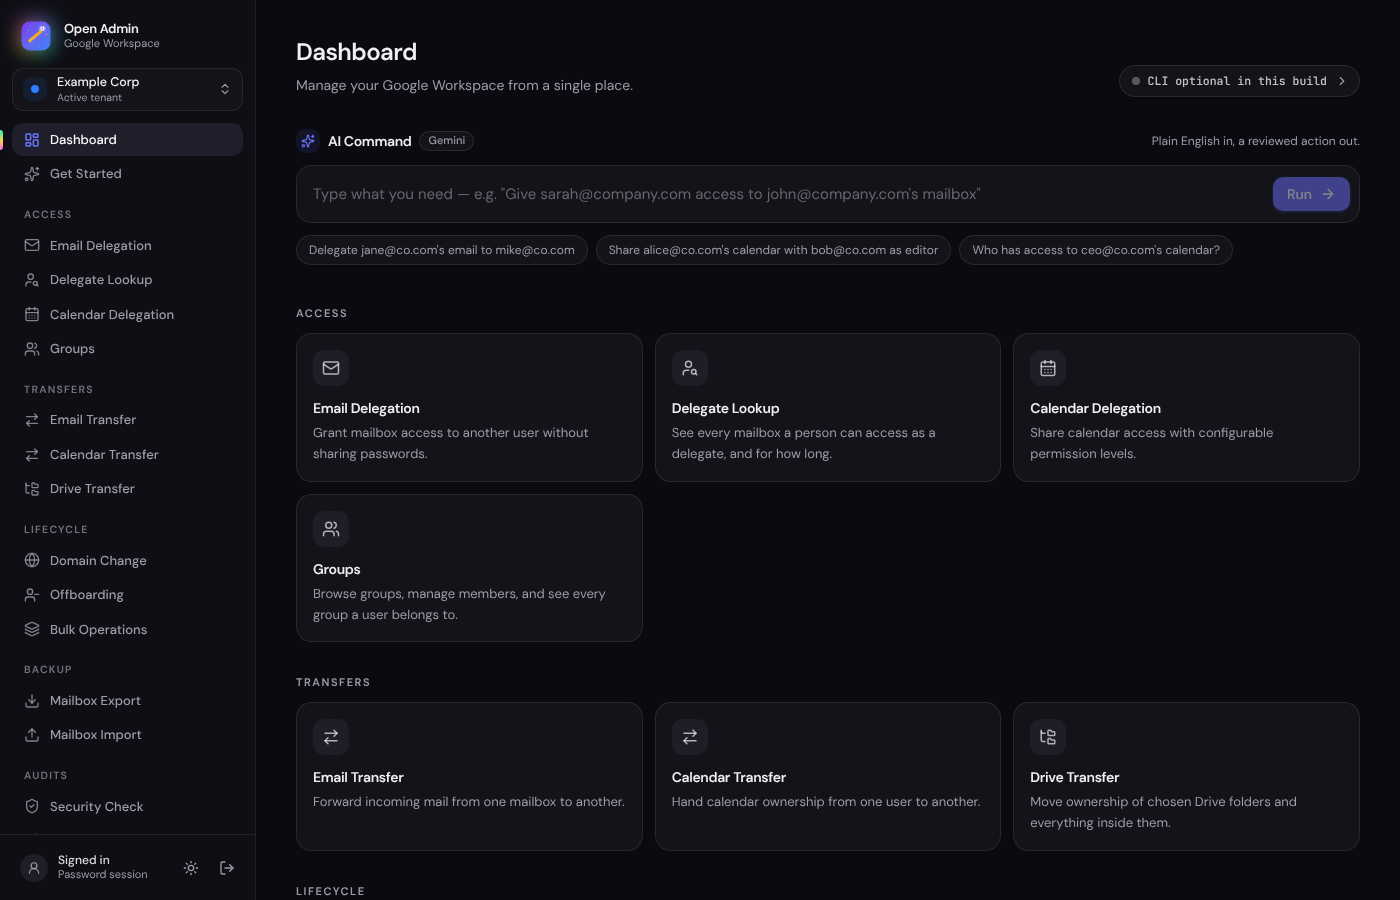 Open Admin
Google Workspace
Example Corp
Active tenant
Dashboard
Get Started
ACCESS
Email Delegation
Delegate Lookup
Calendar Delegation
Groups
TRANSFERS
Email Transfer
Calendar Transfer
Drive Transfer
LIFECYCLE
Domain Change
Offboarding
Bulk Operations
BACKUP
Mailbox Export
Mailbox Import
AUDITS
Security Check
Signed in
Password session
Dashboard
Manage your Google Workspace from a single place.
CLI optional in this build
AI Command
Gemini
Plain English in, a reviewed action out.
Type what you need — e.g. "Give sarah@company.com access to john@company.com's mailbox"
Run
Delegate jane@co.com's email to mike@co.com
Share alice@co.com's calendar with bob@co.com as editor
Who has access to ceo@co.com's calendar?
ACCESS
Email Delegation
Grant mailbox access to another user without
sharing passwords.
Delegate Lookup
See every mailbox a person can access as a
delegate, and for how long.
Calendar Delegation
Share calendar access with configurable
permission levels.
Groups
Browse groups, manage members, and see every
group a user belongs to.
TRANSFERS
Email Transfer
Forward incoming mail from one mailbox to another.
Calendar Transfer
Hand calendar ownership from one user to another.
Drive Transfer
Move ownership of chosen Drive folders and
everything inside them.
LIFECYCLE